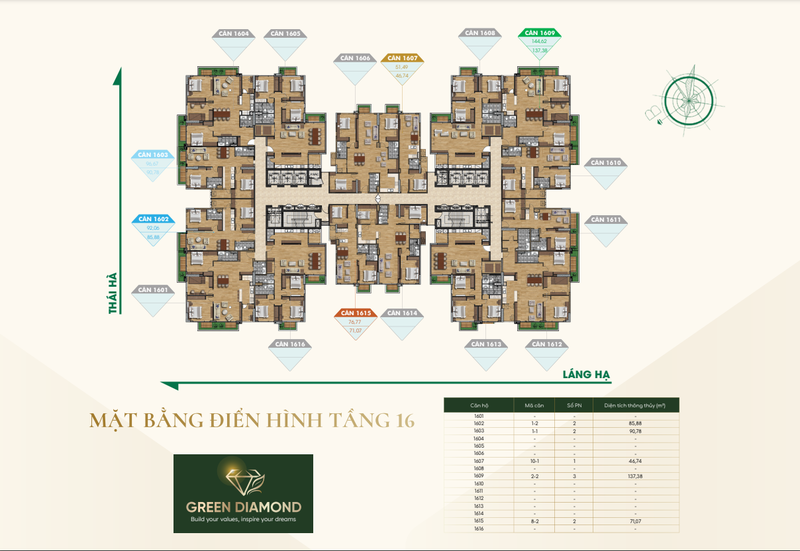 CĂN 1604
CĂN 1605
CĂN 1606
CĂN 1607
51,40
46,74
CĂN 1608
CĂN 1609
144,62
137,38
CĂN 1603
CĂN 1610
CĂN 1602
92,06
85,88
CĂN 1611
CĂN 1601
CĂN 1615
76,77
71,07
CĂN 1614
CĂN 1616
CĂN 1613
CĂN 1612
THÁI HÀ
LÁNG HẠ
B
MẶT BẰNG ĐIỂN HÌNH TẦNG 16
GREEN DIAMOND
Build your values, inspire your dreams
Căn hộ Mã căn Số PN Diện tích thông thủy (m²)
1601 - - -
1602 1-2 2 85,88
1603 1-1 2 90,78
1604 - - -
1605 - - -
1606 - - -
1607 10-1 1 46,74
1608 - - -
1609 2-2 3 137,38
1610 - - -
1611 - - -
1612 - - -
1613 - - -
1614 - - -
1615 8-2 2 71,07
1616 - - -